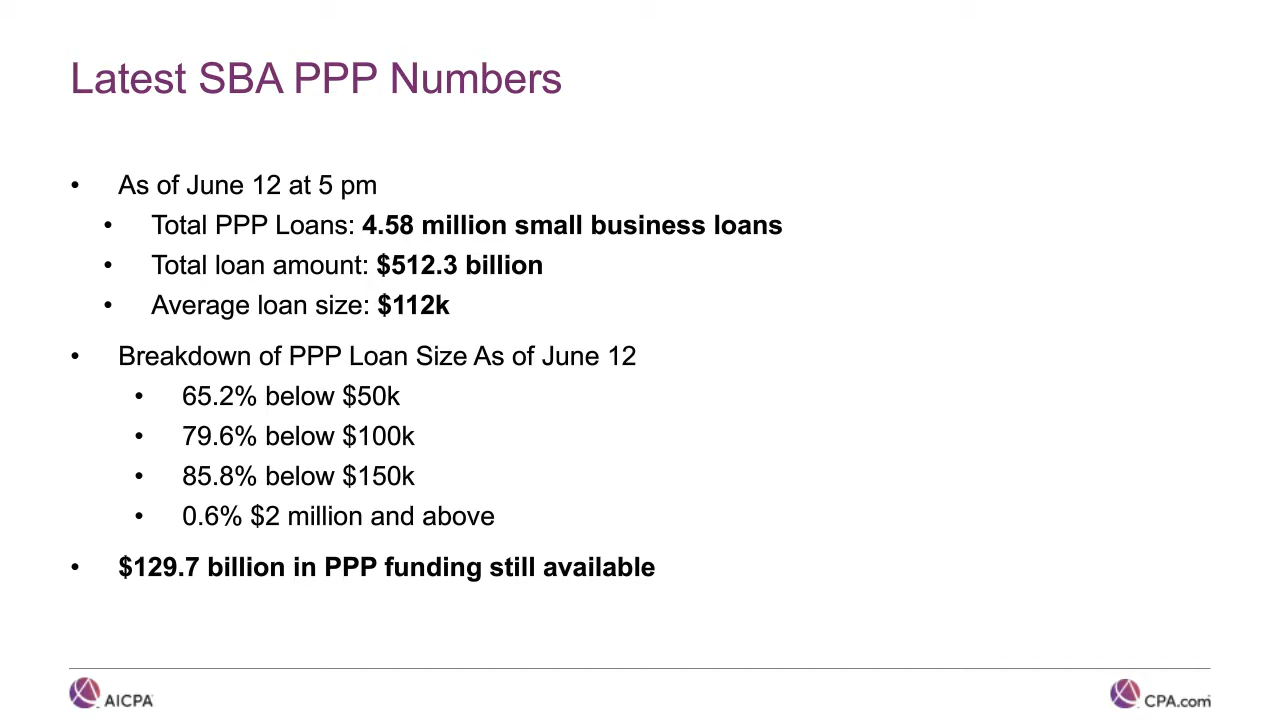 Latest SBA PPP Numbers
• As of June 12 at 5 pm
• Total PPP Loans: 4.58 million small business loans
• Total loan amount: $512.3 billion
• Average loan size: $112k
• Breakdown of PPP Loan Size As of June 12
• 65.2% below $50k
• 79.6% below $100k
• 85.8% below $150k
• 0.6% $2 million and above
• $129.7 billion in PPP funding still available
AICPA
CPA.com